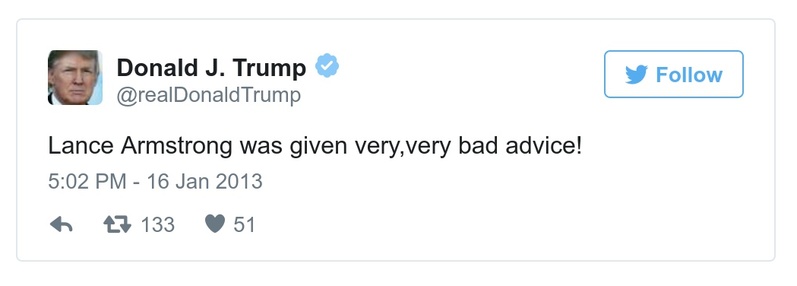 Donald J. Trump
Follow
@realDonaldTrump
Lance Armstrong was given very,very bad advice!
5:02 PM - 16 Jan 2013
133 51